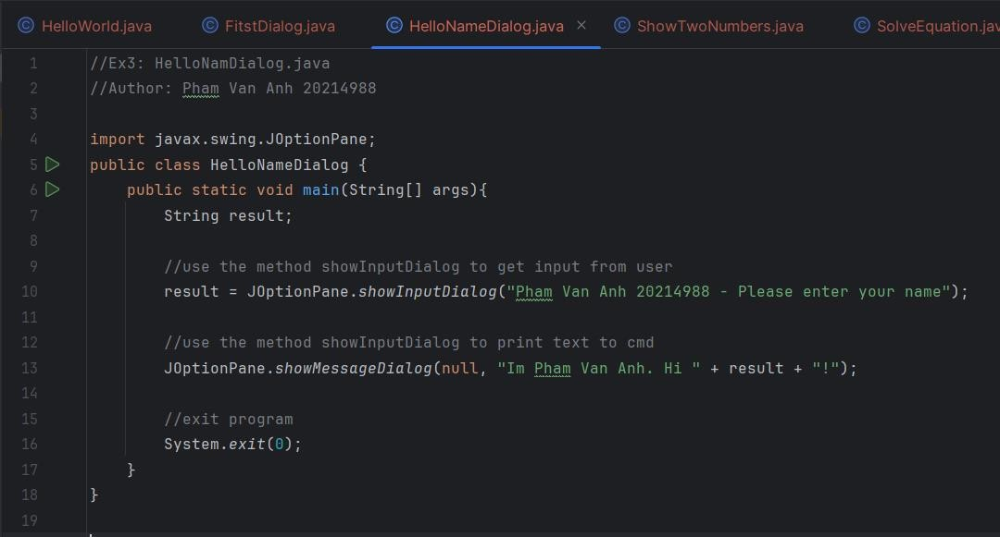 HelloWorld.java FitstDialog.java HelloNameDialog.java × ShowTwoNumbers.java SolveEquation.jav
1 //Ex3: HelloNamDialog.java
2 //Author: Pham Van Anh 20214988
3
4 import javax.swing.JOptionPane;
5 public class HelloNameDialog {
6 public static void main(String[] args){
7 String result;
8
9 //use the method showInputDialog to get input from user
10 result = JOptionPane.showInputDialog("Pham Van Anh 20214988 - Please enter your name");
11
12 //use the method showInputDialog to print text to cmd
13 JOptionPane.showMessageDialog(null, "Im Pham Van Anh. Hi " + result + "!");
14
15 //exit program
16 System.exit(0);
17 }
18 }
19